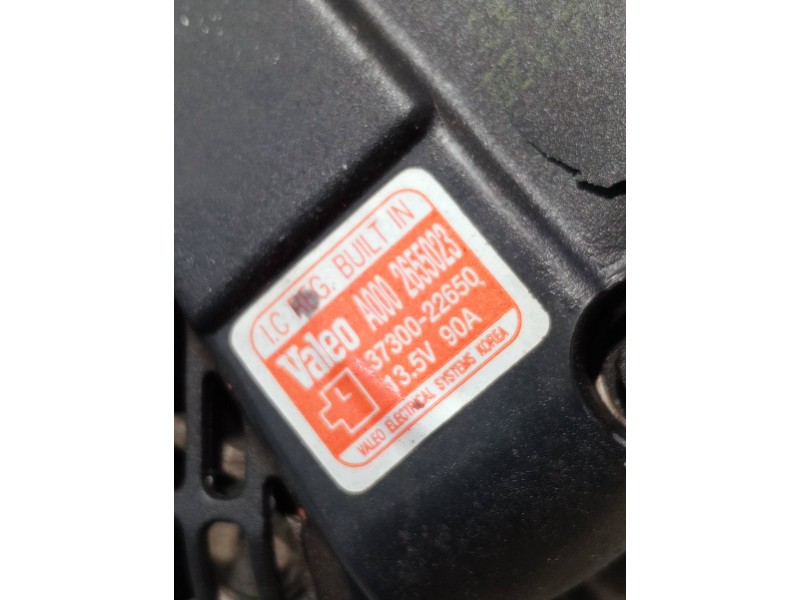 I.C REG. BUILT IN
Valeo A000 2655023
37300-22650
13.5V 90A
L
VALEO ELECTRICAL SYSTEMS KOREA